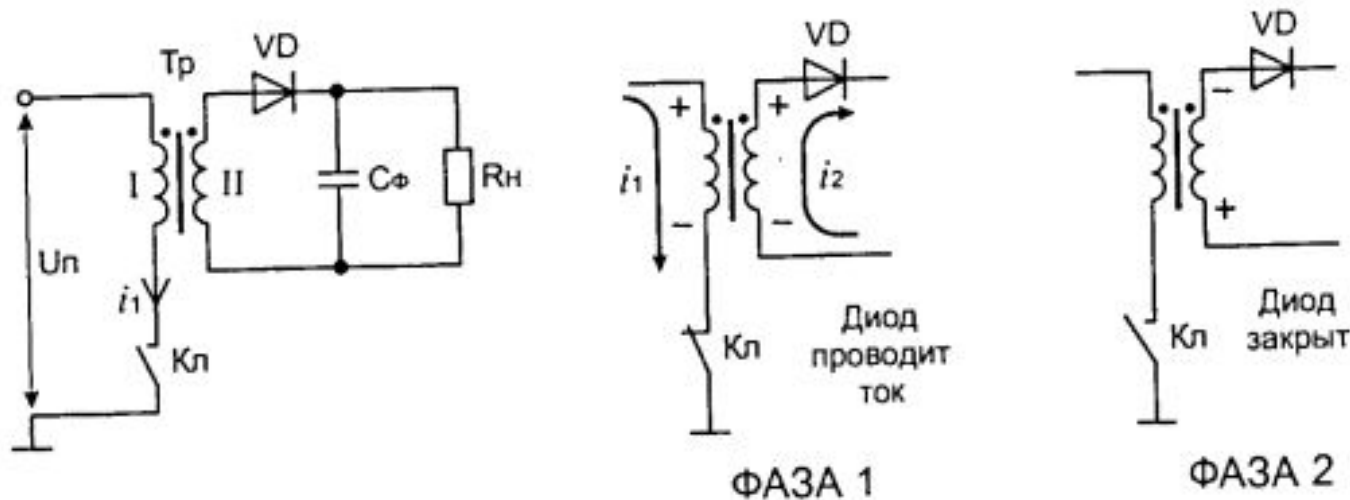 Тр
VD
I
II
Сф
Rн
Uп
i1
Кл
VD
+
+
i1
i2
−
−
Кл
Диод
проводит
ток
ФАЗА 1
VD
−
+
Кл
Диод
закрыт
ФАЗА 2